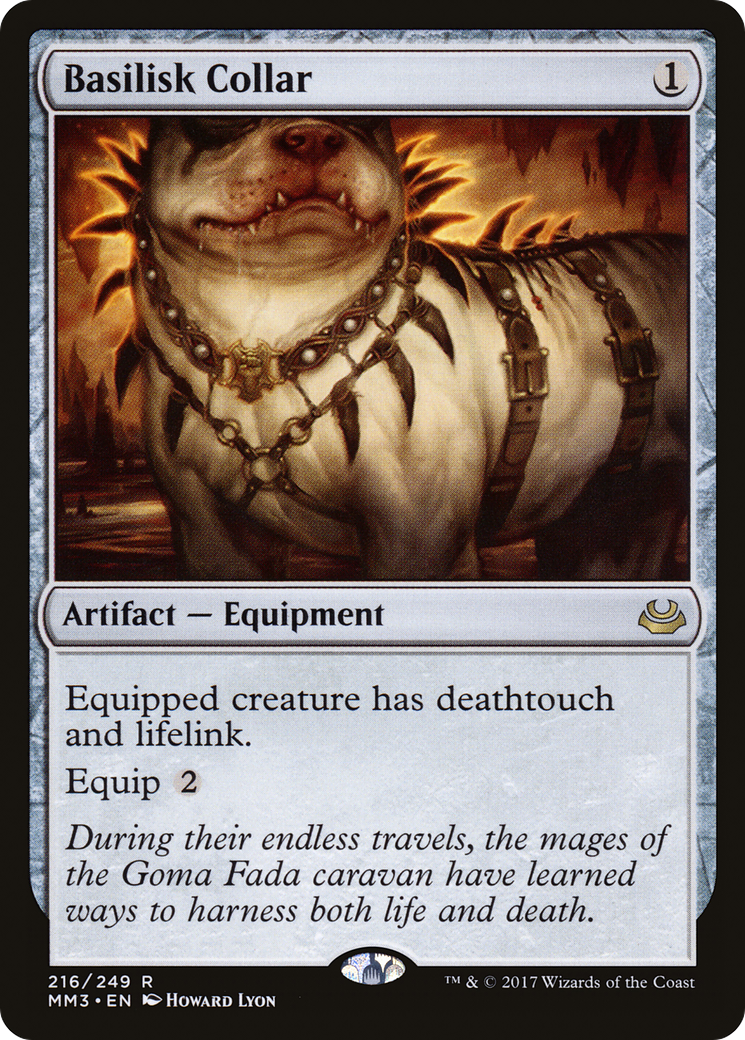 Basilisk Collar 1
Artifact — Equipment
Equipped creature has deathtouch
and lifelink.
Equip 2
During their endless travels, the mages of
the Goma Fada caravan have learned
ways to harness both life and death.
216/249 R
MM3 • EN Howard Lyon
™ & © 2017 Wizards of the Coast